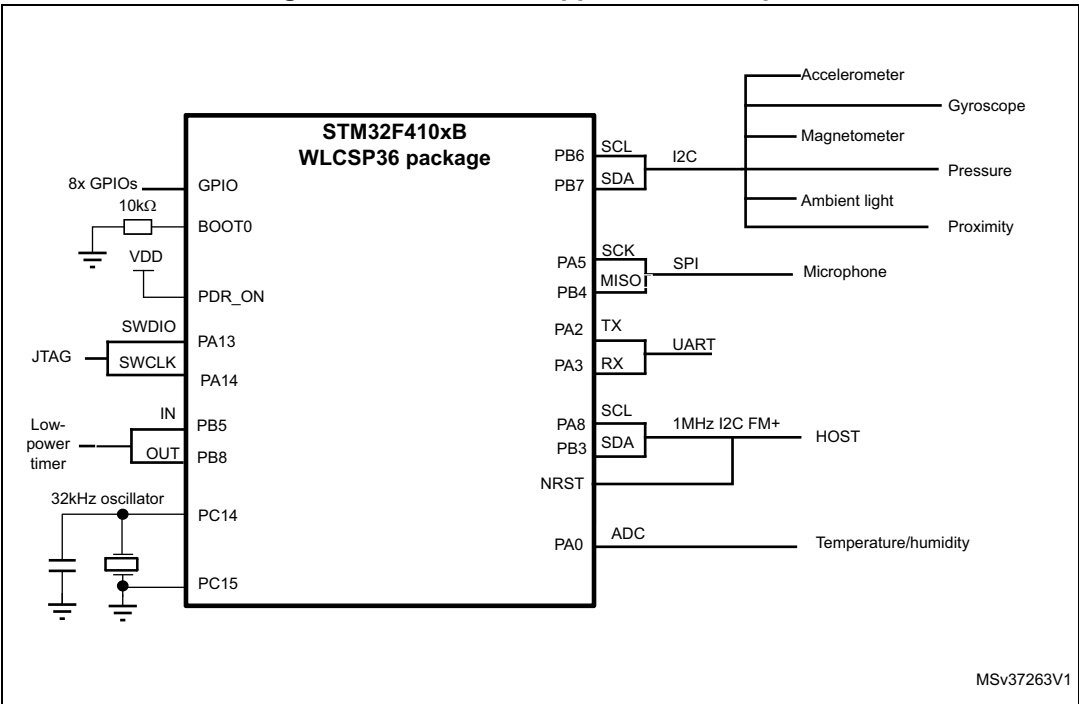 STM32F410xB
WLCSP36 package
8x GPIOs
GPIO
10kΩ
BOOT0
VDD
PDR_ON
SWDIO
PA13
JTAG
SWCLK
PA14
IN
PB5
Low-
power
timer
OUT
PB8
32kHz oscillator
PC14
PC15
PB6
SCL
I2C
PB7
SDA
Accelerometer
Gyroscope
Magnetometer
Pressure
Ambient light
Proximity
PA5
SCK
SPI
Microphone
PB4
MISO
PA2
TX
UART
PA3
RX
PA8
SCL
1MHz I2C FM+
HOST
PB3
SDA
NRST
PA0
ADC
Temperature/humidity
MSv37263V1